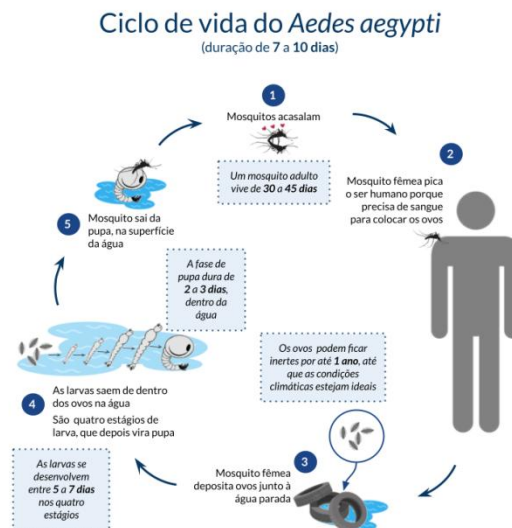 Ciclo de vida do Aedes aegypti
(duração de 7 a 10 dias)
1
Mosquitos acasalam
Um mosquito adulto
vive de 30 a 45 dias
2
Mosquito fêmea pica
o ser humano porque
precisa de sangue
para colocar os ovos
Os ovos podem ficar
inertes por até 1 ano, até
que as condições
climáticas estejam ideais
3
Mosquito fêmea
deposita ovos junto à
água parada
4
As larvas saem de dentro
dos ovos na água
São quatro estágios de
larva, que depois vira pupa
As larvas se
desenvolvem
entre 5 a 7 dias
nos quatro
estágios
A fase de
pupa dura de
2 a 3 dias,
dentro da
água
5
Mosquito sai da
pupa, na superfície
da água